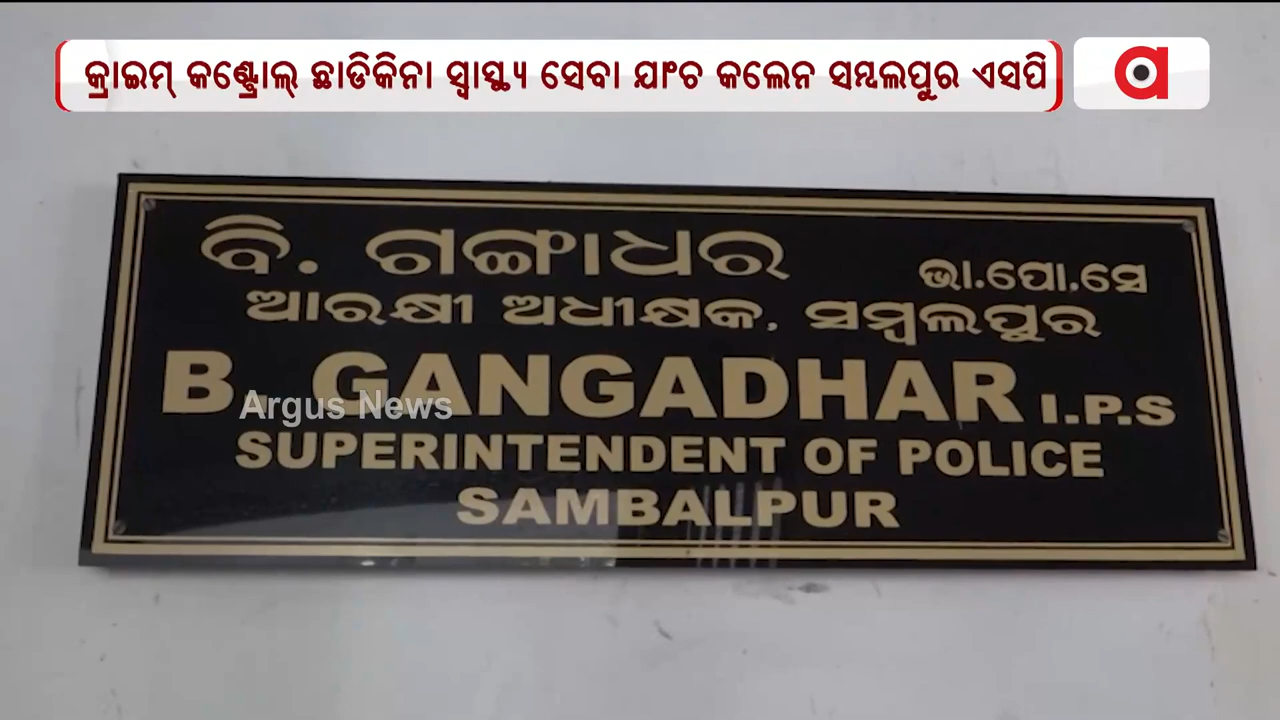 କ୍ରାଇମ୍ କଣ୍ଟ୍ରୋଲ୍ ଛାଡିକିନା ସ୍ୱାସ୍ଥ୍ୟ ସେବା ଯାଂଚ କଲେନ ସମ୍ବଲପୁର ଏସପି
a
ବି. ଗଙ୍ଗାଧର ଭା.ପୋ.ସେ
ଆରକ୍ଷୀ ଅଧୀକ୍ଷକ, ସମ୍ବଲପୁର
B GANGADHAR I.P.S
Argus News
SUPERINTENDENT OF POLICE
SAMBALPUR